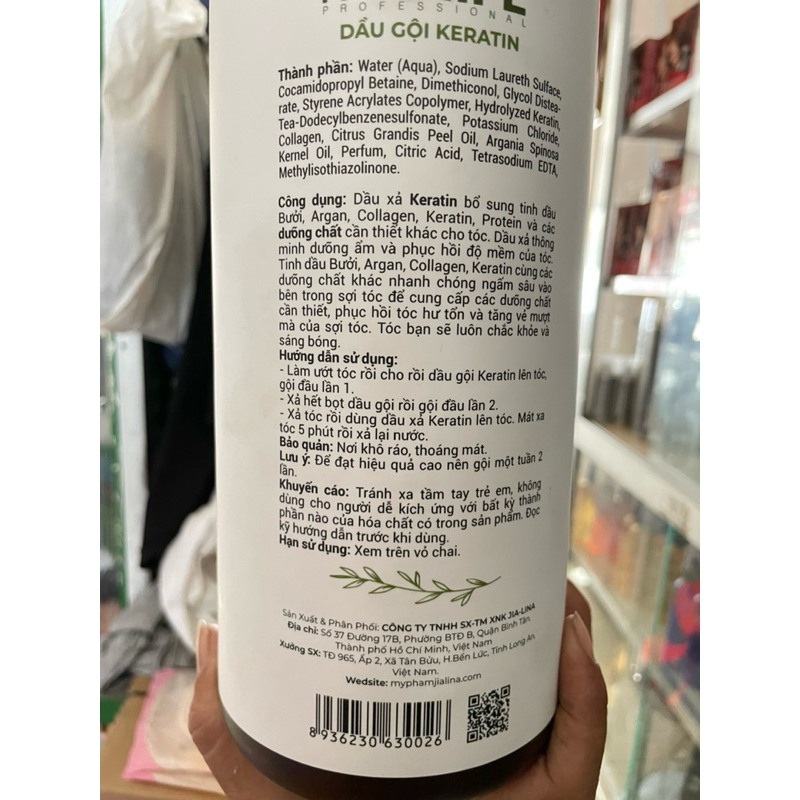 PROFESSIONAL
DẦU GỘI KERATIN
Thành phần: Water (Aqua), Sodium Laureth Sulface,
Cocamidopropyl Betaine, Dimethiconol, Glycol Distea-
rate, Styrene Acrylates Copolymer, Hydrolyzed Keratin,
Tea-Dodecylbenzenesulfonate, Potassium Chloride,
Collagen, Citrus Grandis Peel Oil, Argania Spinosa
Kernel Oil, Perfum, Citric Acid, Tetrasodium EDTA,
Methylisothiazolinone.
Công dụng: Dầu xả Keratin bổ sung tinh dầu
Bưởi, Argan, Collagen, Keratin, Protein và các
dưỡng chất cần thiết khác cho tóc. Dầu xả thông
minh dưỡng ẩm và phục hồi độ mềm của tóc.
Tinh dầu Bưởi, Argan, Collagen, Keratin cùng các
dưỡng chất khác nhanh chóng ngấm sâu vào
bên trong sợi tóc để cung cấp các dưỡng chất
cần thiết, phục hồi tóc hư tổn và tăng vẻ mượt
mà của sợi tóc. Tóc bạn sẽ luôn chắc khỏe và
sáng bóng.
Hướng dẫn sử dụng:
- Làm ướt tóc rồi cho rồi dầu gội Keratin lên tóc,
gội đầu lần 1.
- Xả hết bọt dầu gội rồi gội đầu lần 2.
- Xả tóc rồi dùng dầu xả Keratin lên tóc. Mát xa
tóc 5 phút rồi xả lại nước.
Bảo quản: Nơi khô ráo, thoáng mát.
Lưu ý: Để đạt hiệu quả cao nên gội một tuần 2
lần.
Khuyến cáo: Tránh xa tầm tay trẻ em, không
dùng cho người dễ kích ứng với bất kỳ thành
phần nào của hóa chất có trong sản phẩm. Đọc
kỹ hướng dẫn trước khi dùng.
Hạn sử dụng: Xem trên vỏ chai.
Sản Xuất & Phân Phối: CÔNG TY TNHH SX-TM XNK JIA-LINA
Địa chỉ: Số 37 Đường 17B, Phường BTĐ B, Quận Bình Tân
Thành phố Hồ Chí Minh, Việt Nam
Xưởng SX: TĐ 965, Ấp 2, Xã Tân Bửu, H.Bến Lức, Tỉnh Long An
Việt Nam.
Wedsite: myphamjialina.com
8 936230 630026